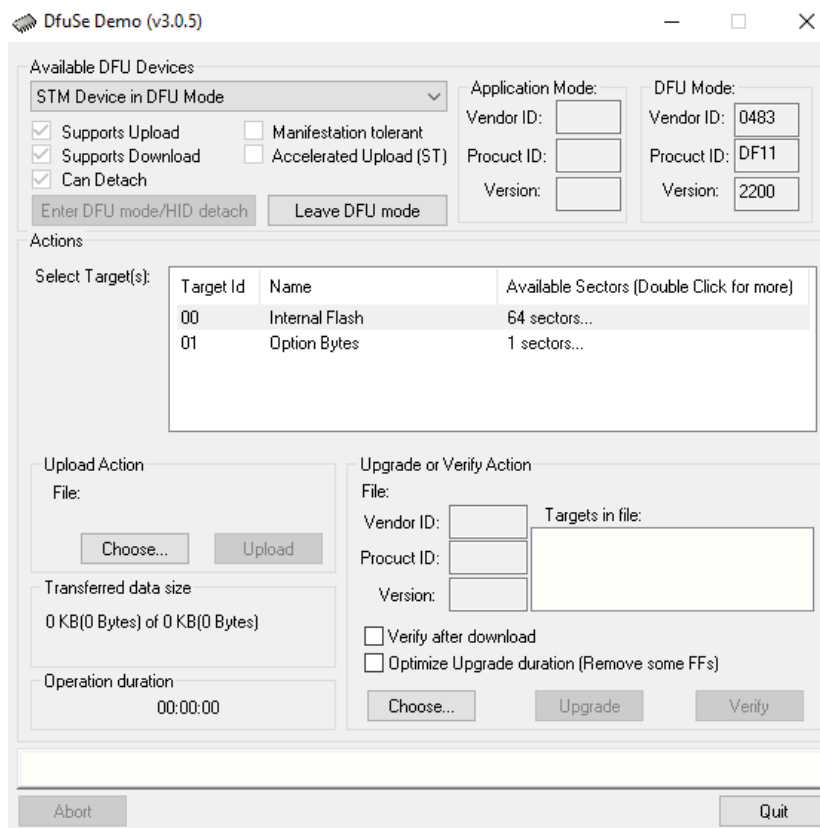 DfuSe Demo (v3.0.5)
Available DFU Devices
STM Device in DFU Mode
Supports Upload
Manifestation tolerant
Supports Download
Accelerated Upload (ST)
Can Detach
Enter DFU mode/HID detach
Leave DFU mode
Application Mode:
Vendor ID:
Procuct ID:
Version:
DFU Mode:
Vendor ID: 0483
Procuct ID: DF11
Version: 2200
Actions
Select Target(s):
Target Id Name Available Sectors (Double Click for more)
00 Internal Flash 64 sectors...
01 Option Bytes 1 sectors...
Upload Action
File:
Choose... Upload
Transferred data size
0 KB(0 Bytes) of 0 KB(0 Bytes)
Operation duration
00:00:00
Upgrade or Verify Action
File:
Vendor ID:
Procuct ID:
Version:
Targets in file:
Verify after download
Optimize Upgrade duration (Remove some FFs)
Choose... Upgrade Verify
Abort Quit